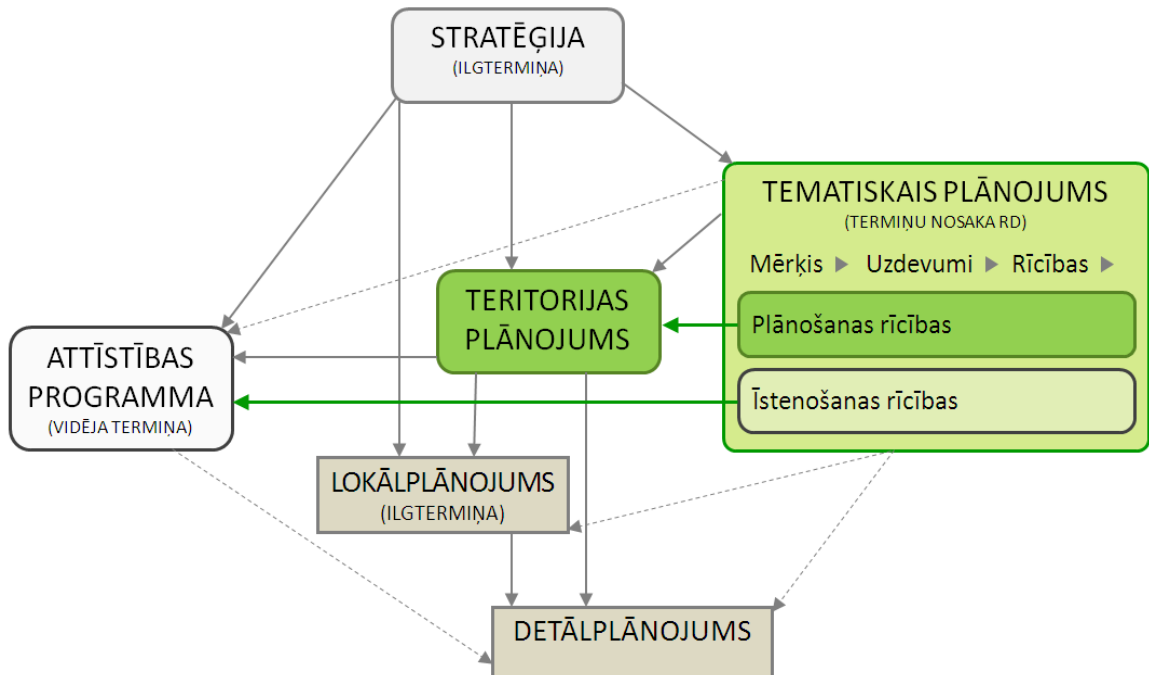 STRATĒĢIJA
(ILGTERMIŅA)
TEMATISKAIS PLĀNOJUMS
(TERMIŅU NOSAKA RD)
Mērķis ▶ Uzdevumi ▶ Rīcības ▶
TERITORIJAS
PLĀNOJUMS
Plānošanas rīcības
ATTĪSTĪBAS
PROGRAMMA
(VIDĒJA TERMIŅA)
Īstenošanas rīcības
LOKĀLPLĀNOJUMS
(ILGTERMIŅA)
DETĀLPLĀNOJUMS